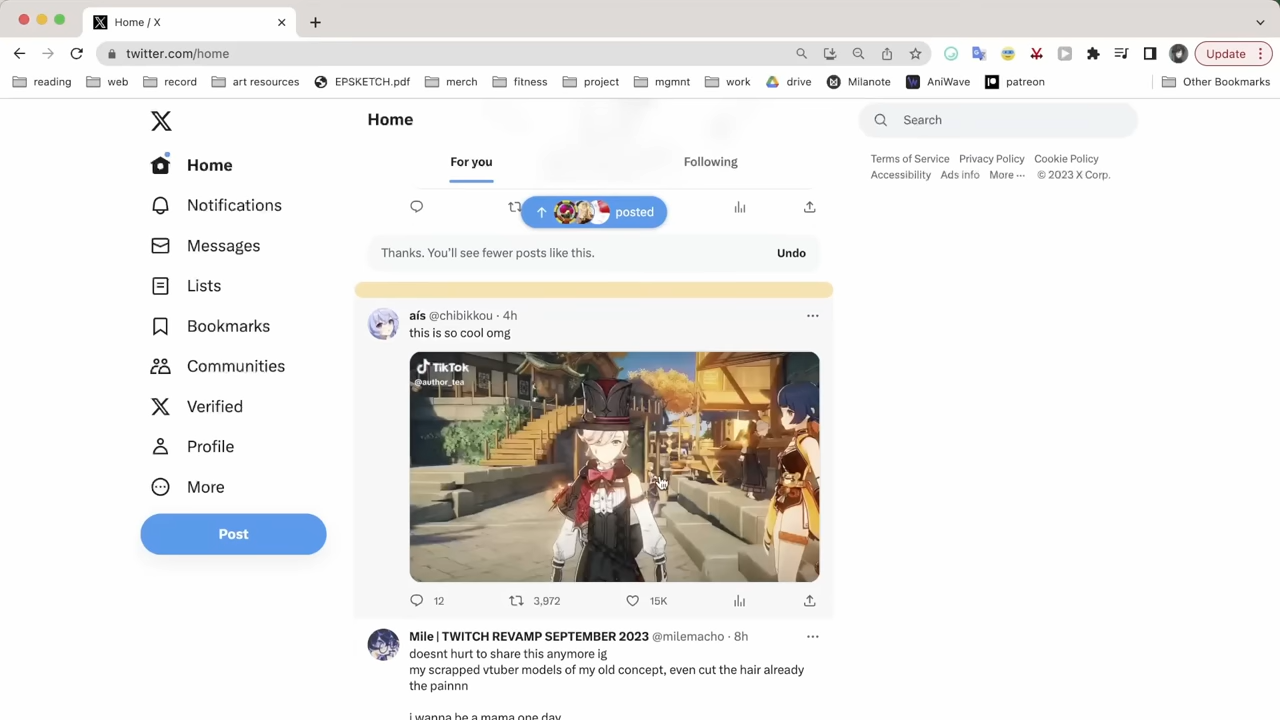 Home / X
twitter.com/home
Update
reading
web
record
art resources
EPSKETCH.pdf
merch
fitness
project
mgmnt
work
drive
Milanote
AniWave
patreon
Other Bookmarks
Home
Notifications
Messages
Lists
Bookmarks
Communities
Verified
Profile
More
Post
Home
For you
Following
posted
Thanks. You'll see fewer posts like this.
Undo
aís @chibikkou · 4h
this is so cool omg
TikTok
@author_tea
12
3,972
15K
Mile | TWITCH REVAMP SEPTEMBER 2023 @milemacho · 8h
doesnt hurt to share this anymore ig
my scrapped vtuber models of my old concept, even cut the hair already
the painnn
i wanna be a mama one day
Search
Terms of Service Privacy Policy Cookie Policy
Accessibility Ads info More ··· © 2023 X Corp.